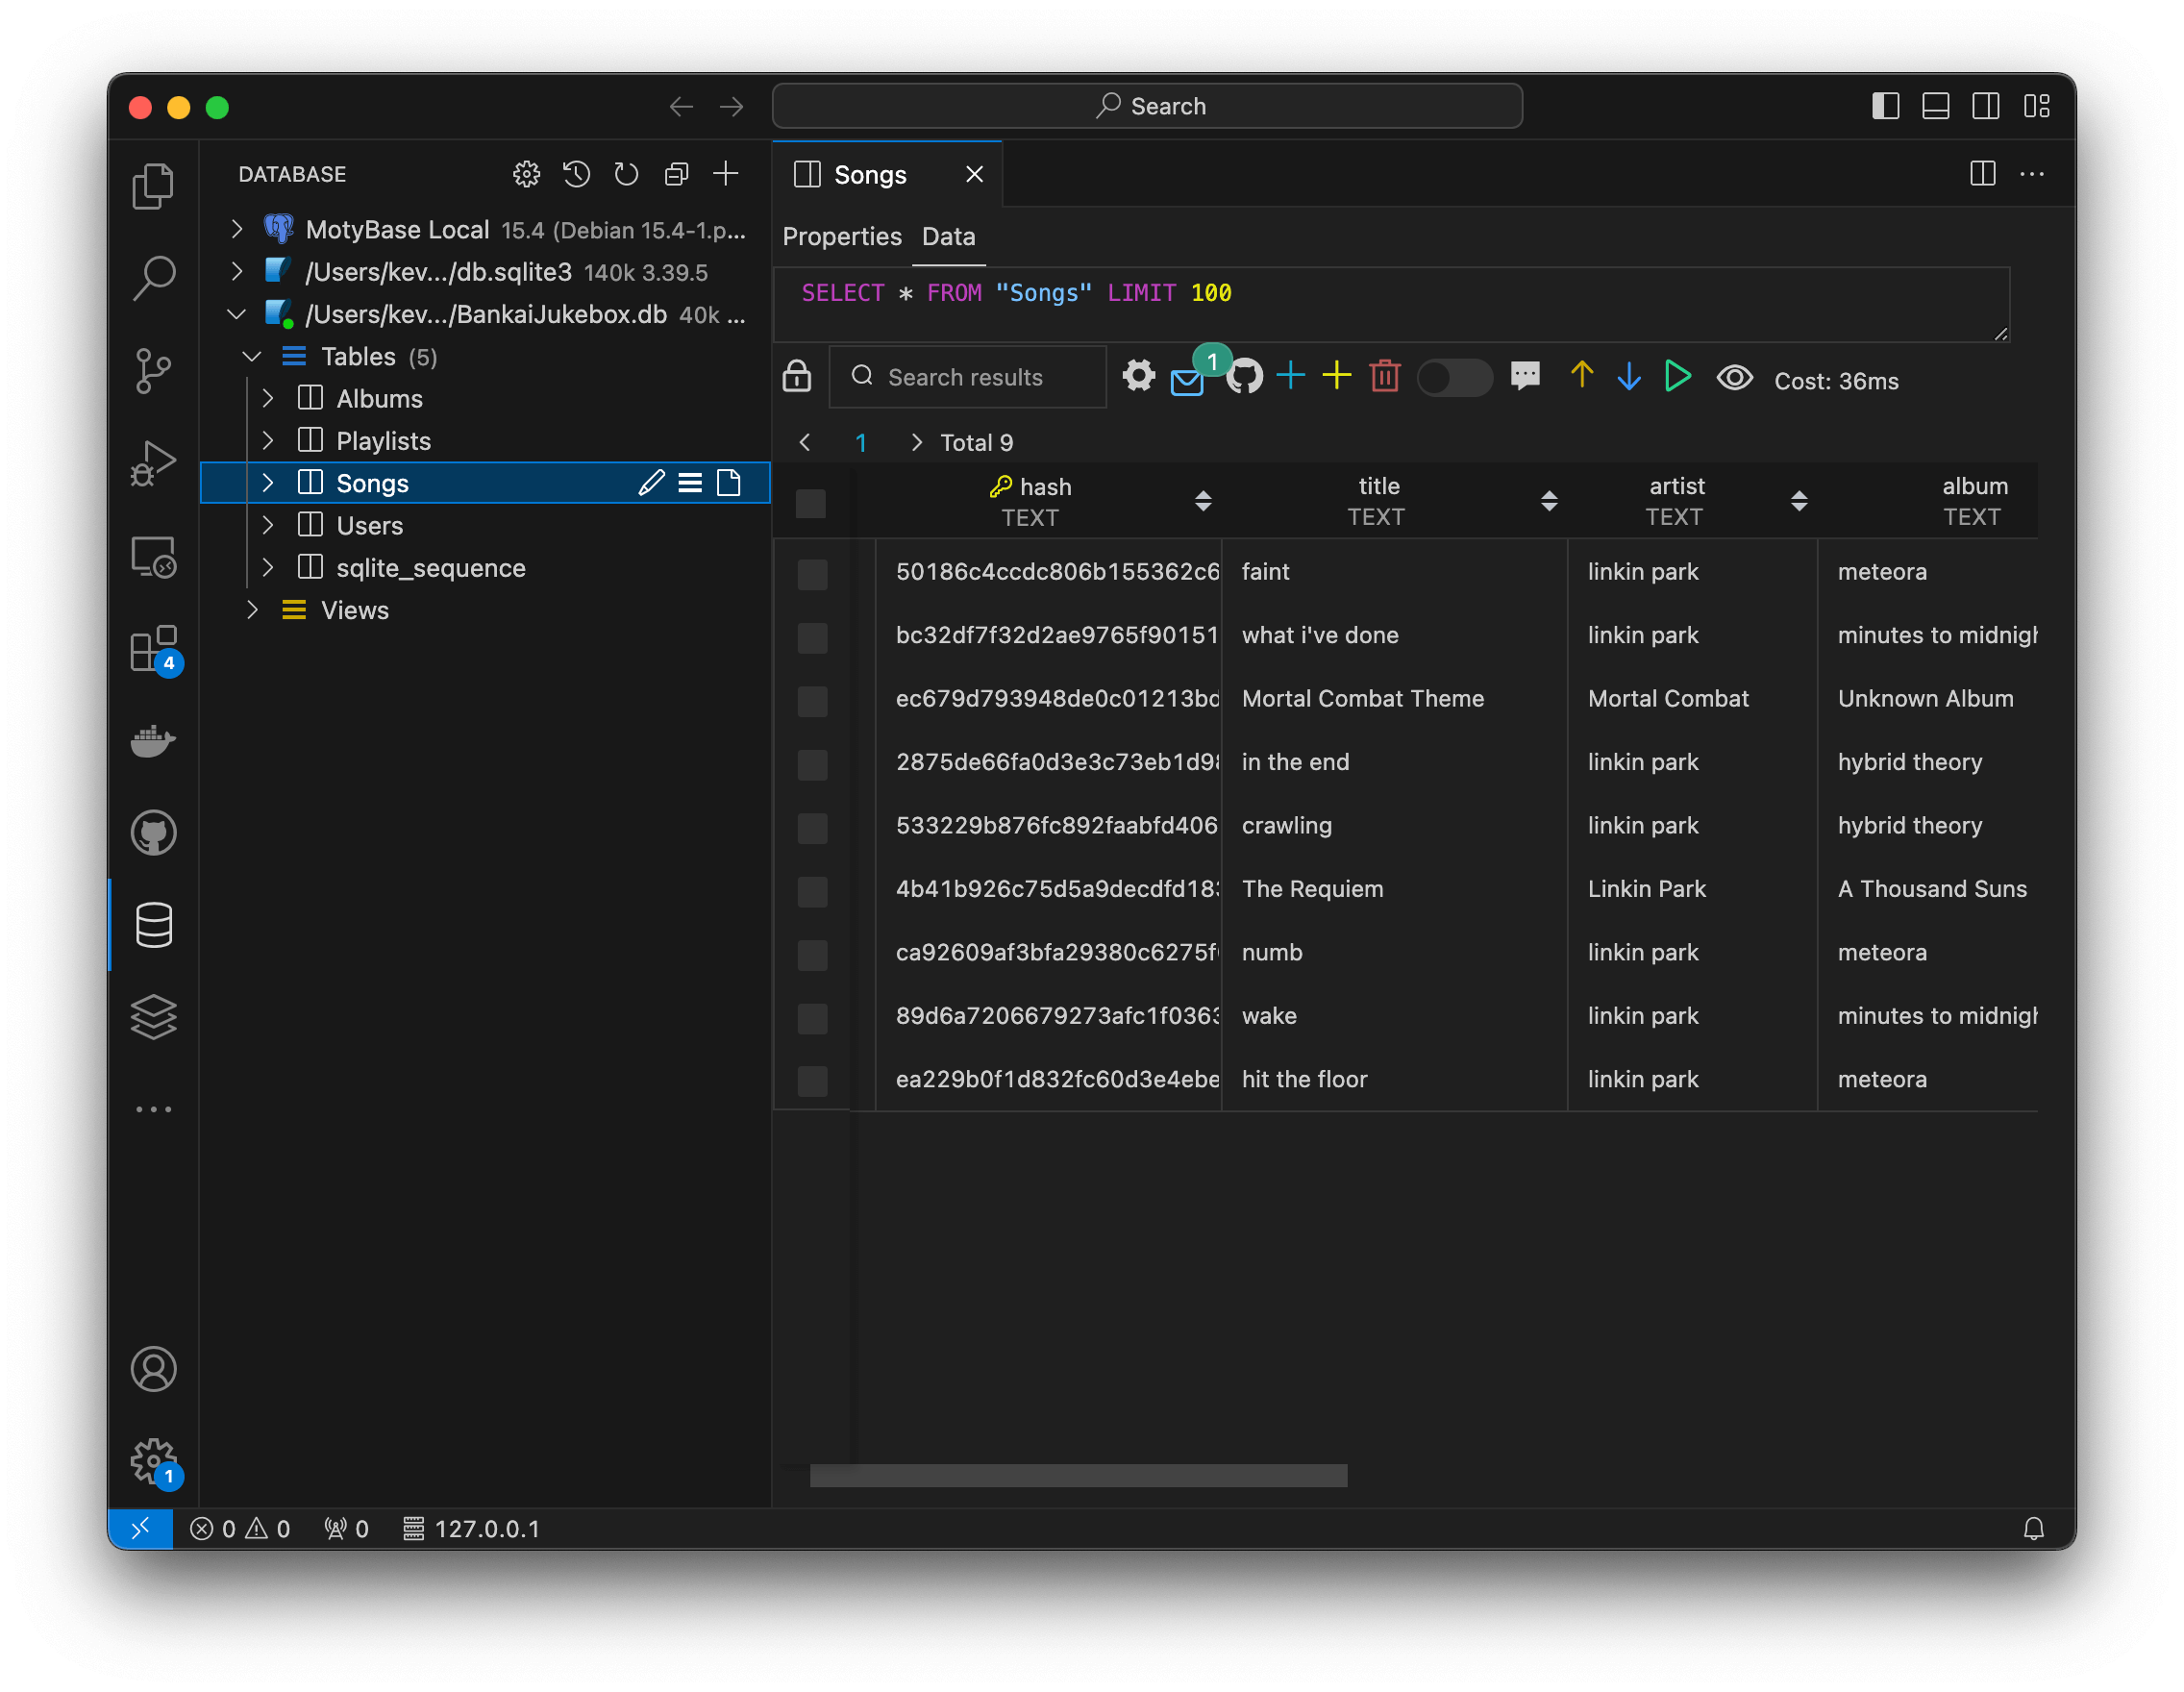 Search
DATABASE
MotyBase Local 15.4 (Debian 15.4-1.p...
/Users/kev.../db.sqlite3 140k 3.39.5
/Users/kev.../BankaiJukebox.db 40k ...
Tables (5)
Albums
Playlists
Songs
Users
sqlite_sequence
Views
4
1
Songs
Properties Data
SELECT * FROM "Songs" LIMIT 100
Search results 1 Cost: 36ms
1 Total 9
hash title artist album
TEXT TEXT TEXT TEXT
50186c4ccdc806b155362c6 faint linkin park meteora
bc32df7f32d2ae9765f90151 what i've done linkin park minutes to
ec679d793948de0c01213bd Mortal Combat Theme Mortal Combat Unknown Album
2875de66fa0d3e3c73eb1d98 in the end linkin park hybrid theory
533229b876fc892faabfd406 crawling linkin park hybrid theory
4b41b926c75d5a9decdfd183 The Requiem Linkin Park A Thousand Suns
ca92609af3bfa29380c6275f numb linkin park meteora
89d6a7206679273afc1f0363 wake linkin park minutes to
ea229b0f1d832fc60d3e4ebe hit the floor linkin park meteora
0 0 0 127.0.0.1